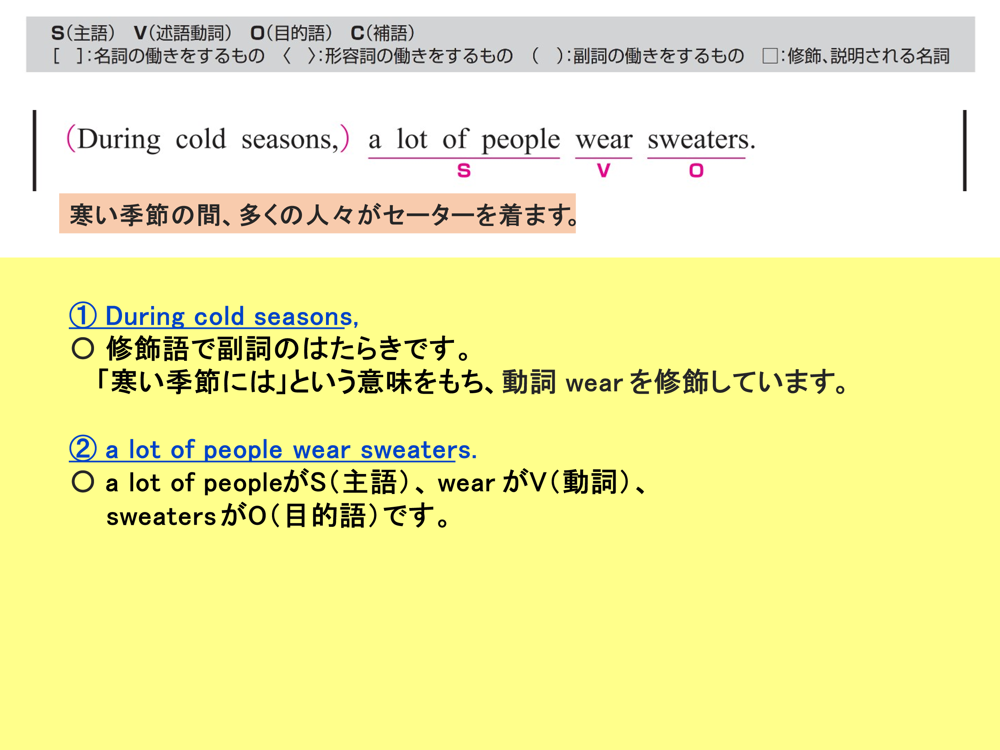 S（主語） V（述語動詞） O（目的語） C（補語）
［ ］：名詞の働きをするもの 〈 〉：形容詞の働きをするもの （ ）：副詞の働きをするもの □：修飾、説明される名詞
(During cold seasons,) a lot of people wear sweaters.
S V O
寒い季節の間、多くの人々がセーターを着ます。
① During cold seasons,
○ 修飾語で副詞のはたらきです。
「寒い季節には」という意味をもち、動詞 wear を修飾しています。
② a lot of people wear sweaters.
○ a lot of peopleがS（主語）、wear がV（動詞）、
sweaters がO（目的語）です。